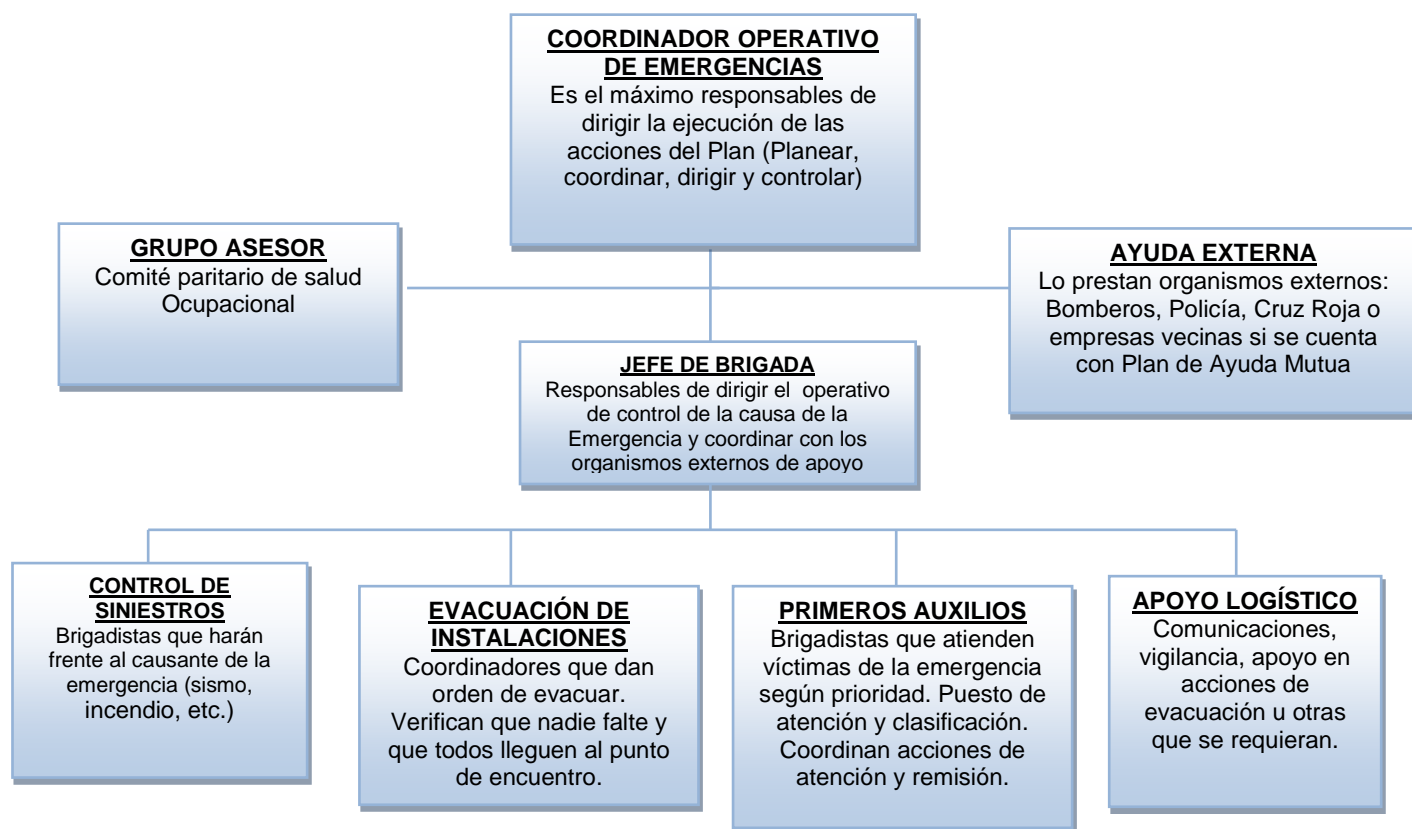 COORDINADOR OPERATIVO
DE EMERGENCIAS
Es el máximo responsables de
dirigir la ejecución de las
acciones del Plan (Planear,
coordinar, dirigir y controlar)
GRUPO ASESOR
Comité paritario de salud
Ocupacional
AYUDA EXTERNA
Lo prestan organismos externos:
Bomberos, Policía, Cruz Roja o
empresas vecinas si se cuenta
con Plan de Ayuda Mutua
JEFE DE BRIGADA
Responsables de dirigir el operativo
de control de la causa de la
Emergencia y coordinar con los
organismos externos de apoyo
CONTROL DE
SINIESTROS
Brigadistas que harán
frente al causante de la
emergencia (sismo,
incendio, etc.)
EVACUACIÓN DE
INSTALACIONES
Coordinadores que dan
orden de evacuar.
Verifican que nadie falte y
que todos lleguen al punto
de encuentro.
PRIMEROS AUXILIOS
Brigadistas que atienden
víctimas de la emergencia
según prioridad. Puesto de
atención y clasificación.
Coordinan acciones de
atención y remisión.
APOYO LOGÍSTICO
Comunicaciones,
vigilancia, apoyo en
acciones de
evacuación u otras
que se requieran.